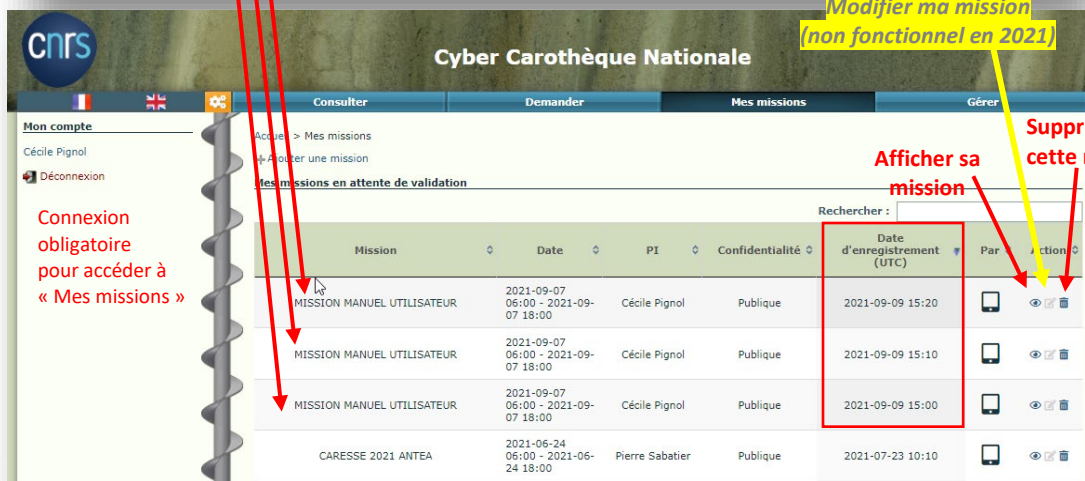 Modifier ma mission
(non fonctionnel en 2021)
cnrs
Cyber Carothèque Nationale
Consulter Demander Mes missions Gérer
Mon compte
Cécile Pignol
Déconnexion
Connexion
obligatoire
pour accéder à
« Mes missions »
Accueil > Mes missions
Ajouter une mission
Mes missions en attente de validation
Afficher sa
mission
cette
Rechercher :
Mission Date PI Confidentialité Date
d'enregistrement
(UTC) Par Action
MISSION MANUEL UTILISATEUR 2021-09-07
06:00 - 2021-09-
07 18:00 Cécile Pignol Publique 2021-09-09 15:20
MISSION MANUEL UTILISATEUR 2021-09-07
06:00 - 2021-09-
07 18:00 Cécile Pignol Publique 2021-09-09 15:10
MISSION MANUEL UTILISATEUR 2021-09-07
06:00 - 2021-09-
07 18:00 Cécile Pignol Publique 2021-09-09 15:00
CARESSE 2021 ANTEA 2021-06-24
06:00 - 2021-06-
24 18:00 Pierre Sabatier Publique 2021-07-23 10:10